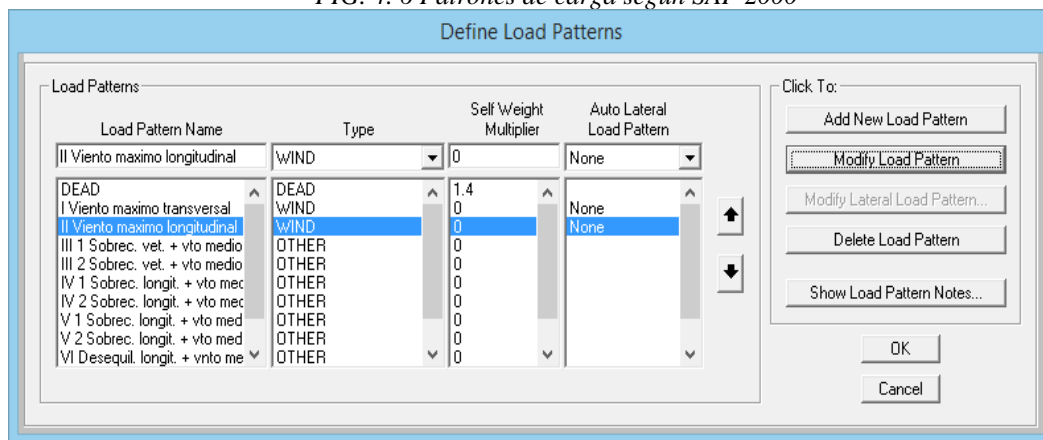 FIG. 4. 6 Patrones de carga según SAP 2000
Define Load Patterns
Load Patterns
Load Pattern Name
Type
Self Weight Multiplier
Auto Lateral Load Pattern
II Viento maximo longitudinal WIND 0 None
DEAD DEAD 1.4
I Viento maximo transversal WIND 0 None
II Viento maximo longitudinal WIND 0 None
III 1 Sobrec. vet. + vto medio OTHER 0
III 2 Sobrec. vet. + vto medio OTHER 0
IV 1 Sobrec. longit. + vto mec OTHER 0
IV 2 Sobrec. longit. + vto mec OTHER 0
V 1 Sobrec. longit. + vto med OTHER 0
V 2 Sobrec. longit. + vto med OTHER 0
VI Desequil. longit. + vnto me OTHER 0
Click To:
Add New Load Pattern
Modify Load Pattern
Modify Lateral Load Pattern...
Delete Load Pattern
Show Load Pattern Notes...
OK
Cancel